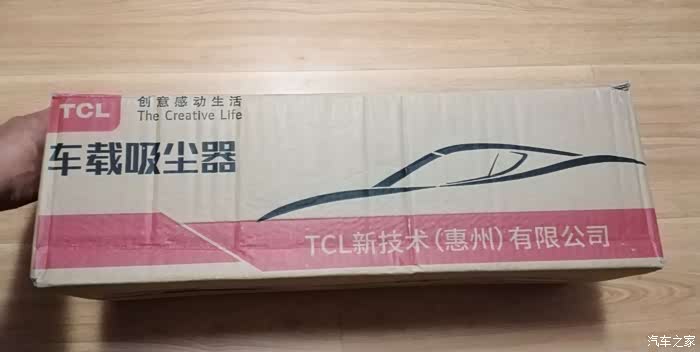 TCL
创意感动生活
The Creative Life
车载吸尘器
TCL新技术(惠州)有限公司
汽车之家